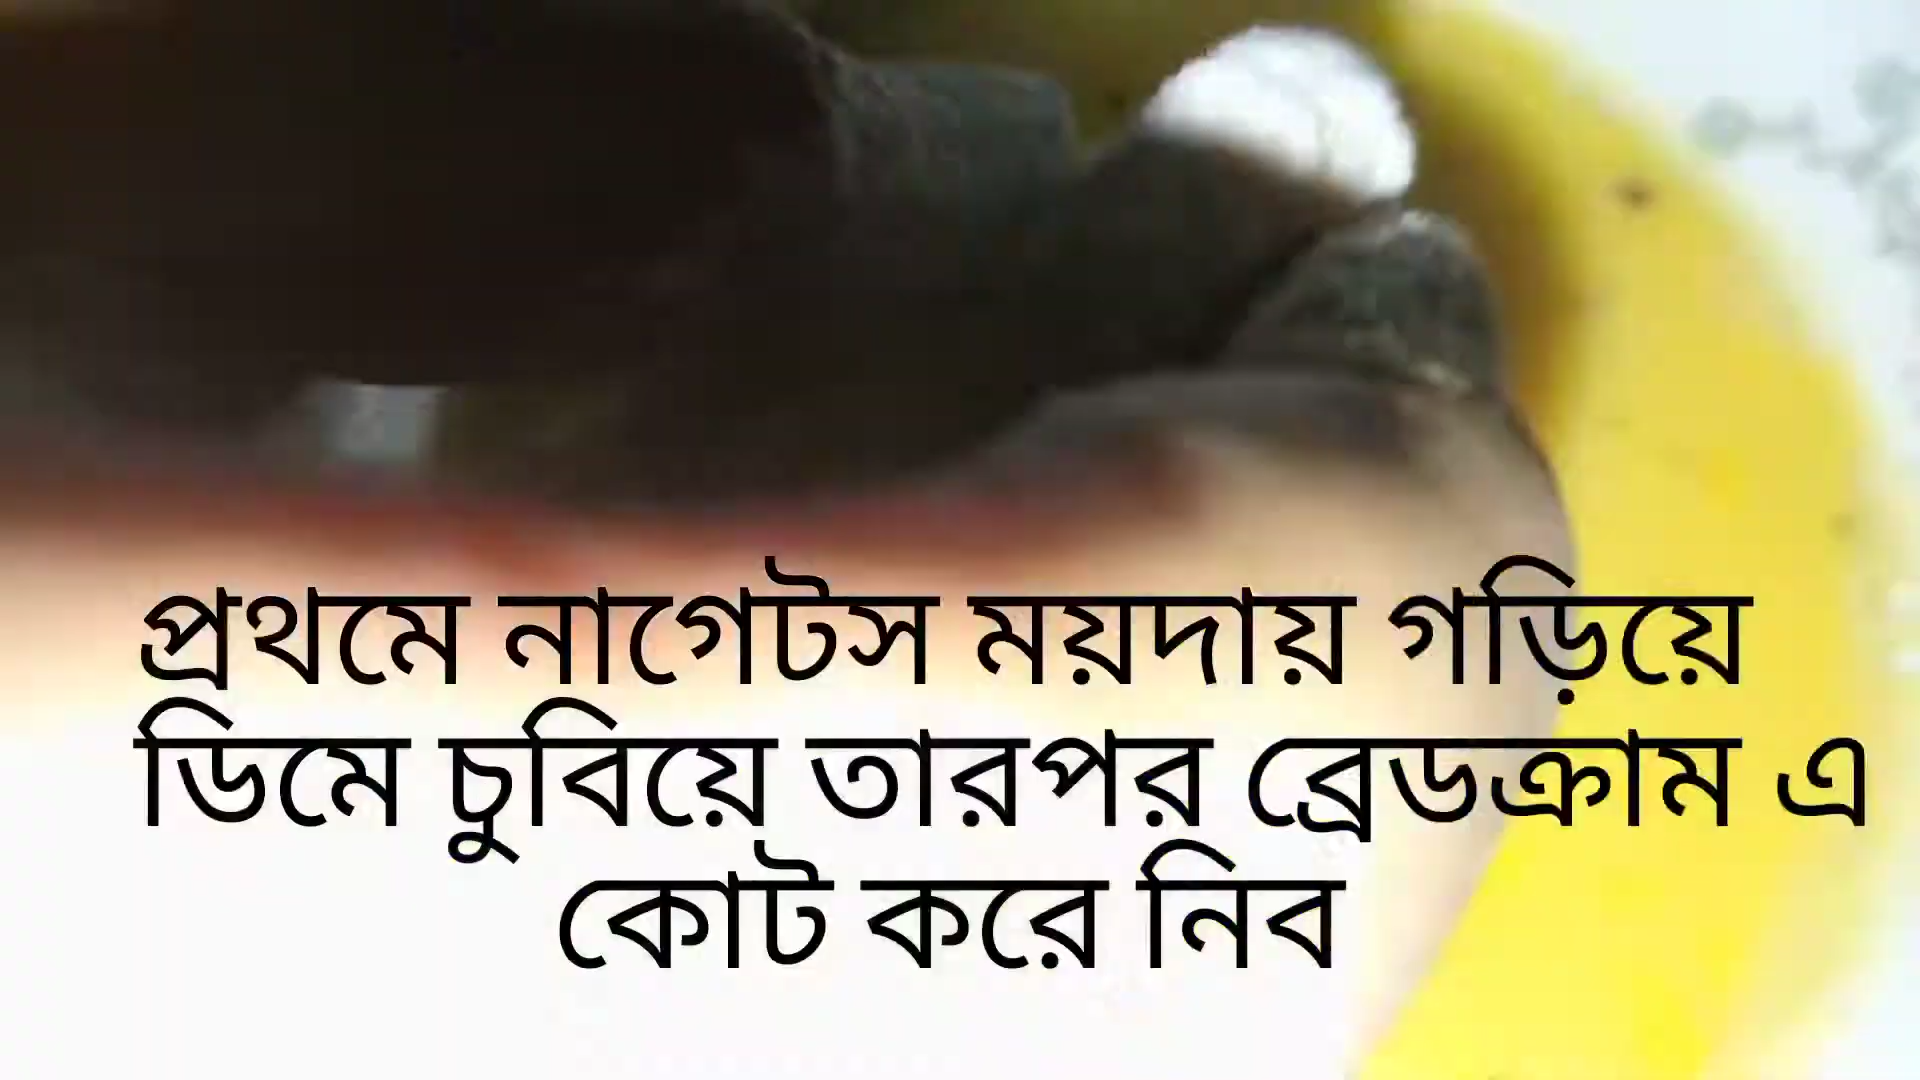 প্রথমে নাগেটস ময়দায় গড়িয়ে
ডিমে চুবিয়ে তারপর ব্রেডক্রাম এ
কোট করে নিব